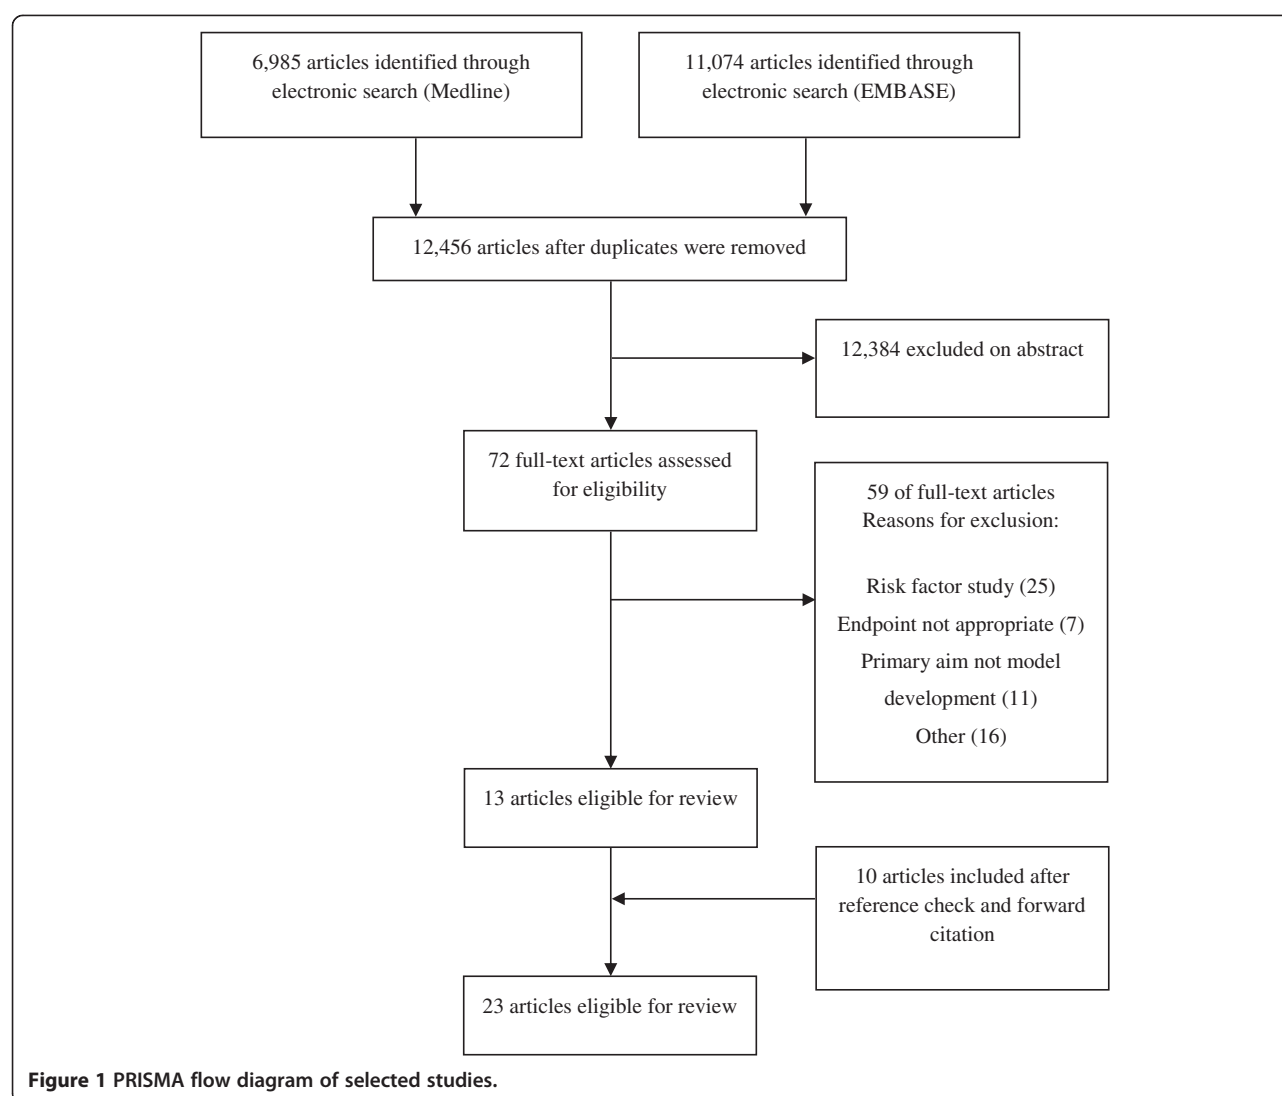 6,985 articles identified through
electronic search (Medline)
11,074 articles identified through
electronic search (EMBASE)
12,456 articles after duplicates were removed
12,384 excluded on abstract
72 full-text articles assessed
for eligibility
59 of full-text articles
Reasons for exclusion:
Risk factor study (25)
Endpoint not appropriate (7)
Primary aim not model
development (11)
Other (16)
13 articles eligible for review
10 articles included after
reference check and forward
citation
23 articles eligible for review
Figure 1 PRISMA flow diagram of selected studies.